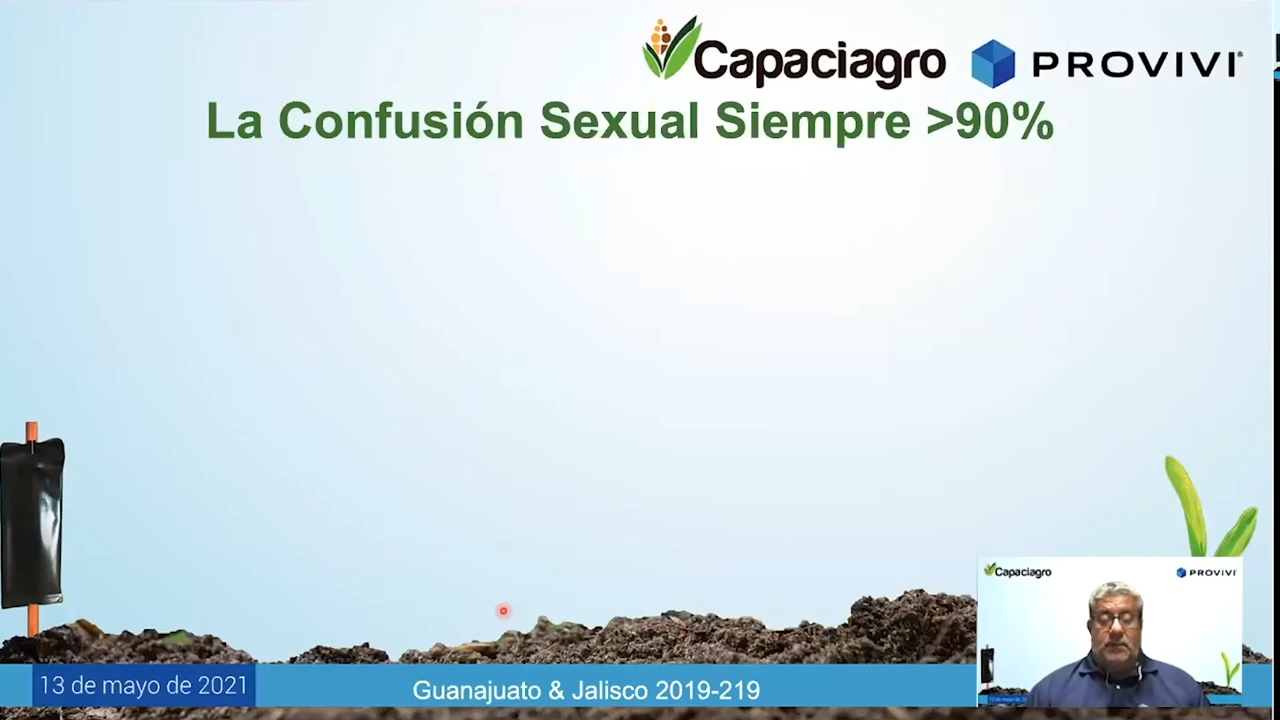 Capaciagro PROVIVI®
La Confusión Sexual Siempre >90%
Capaciagro PROVIVI
13 de mayo de 2021
Guanajuato & Jalisco 2019-219